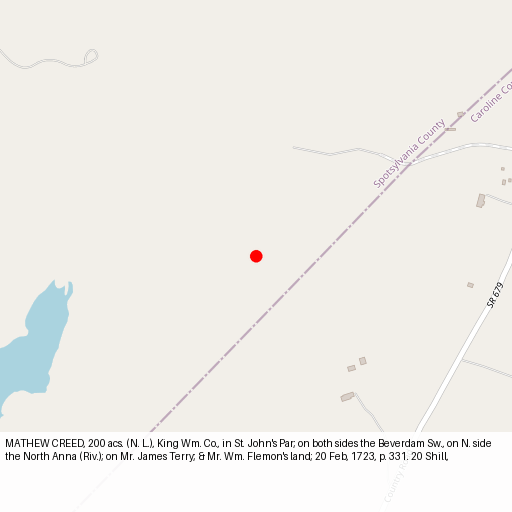 Caroline Co
Spotsylvania County
SR 679
MATHEW CREED, 200 acs. (N. L.), King Wm. Co., in St. John's Par, on both sides the Beverdam Sw., on N. side
the North Anna (Riv.); on Mr. James Terry; & Mr. Wm. Flemon's land; 20 Feb, 1723, p. 331. 20 Shill,
Country R